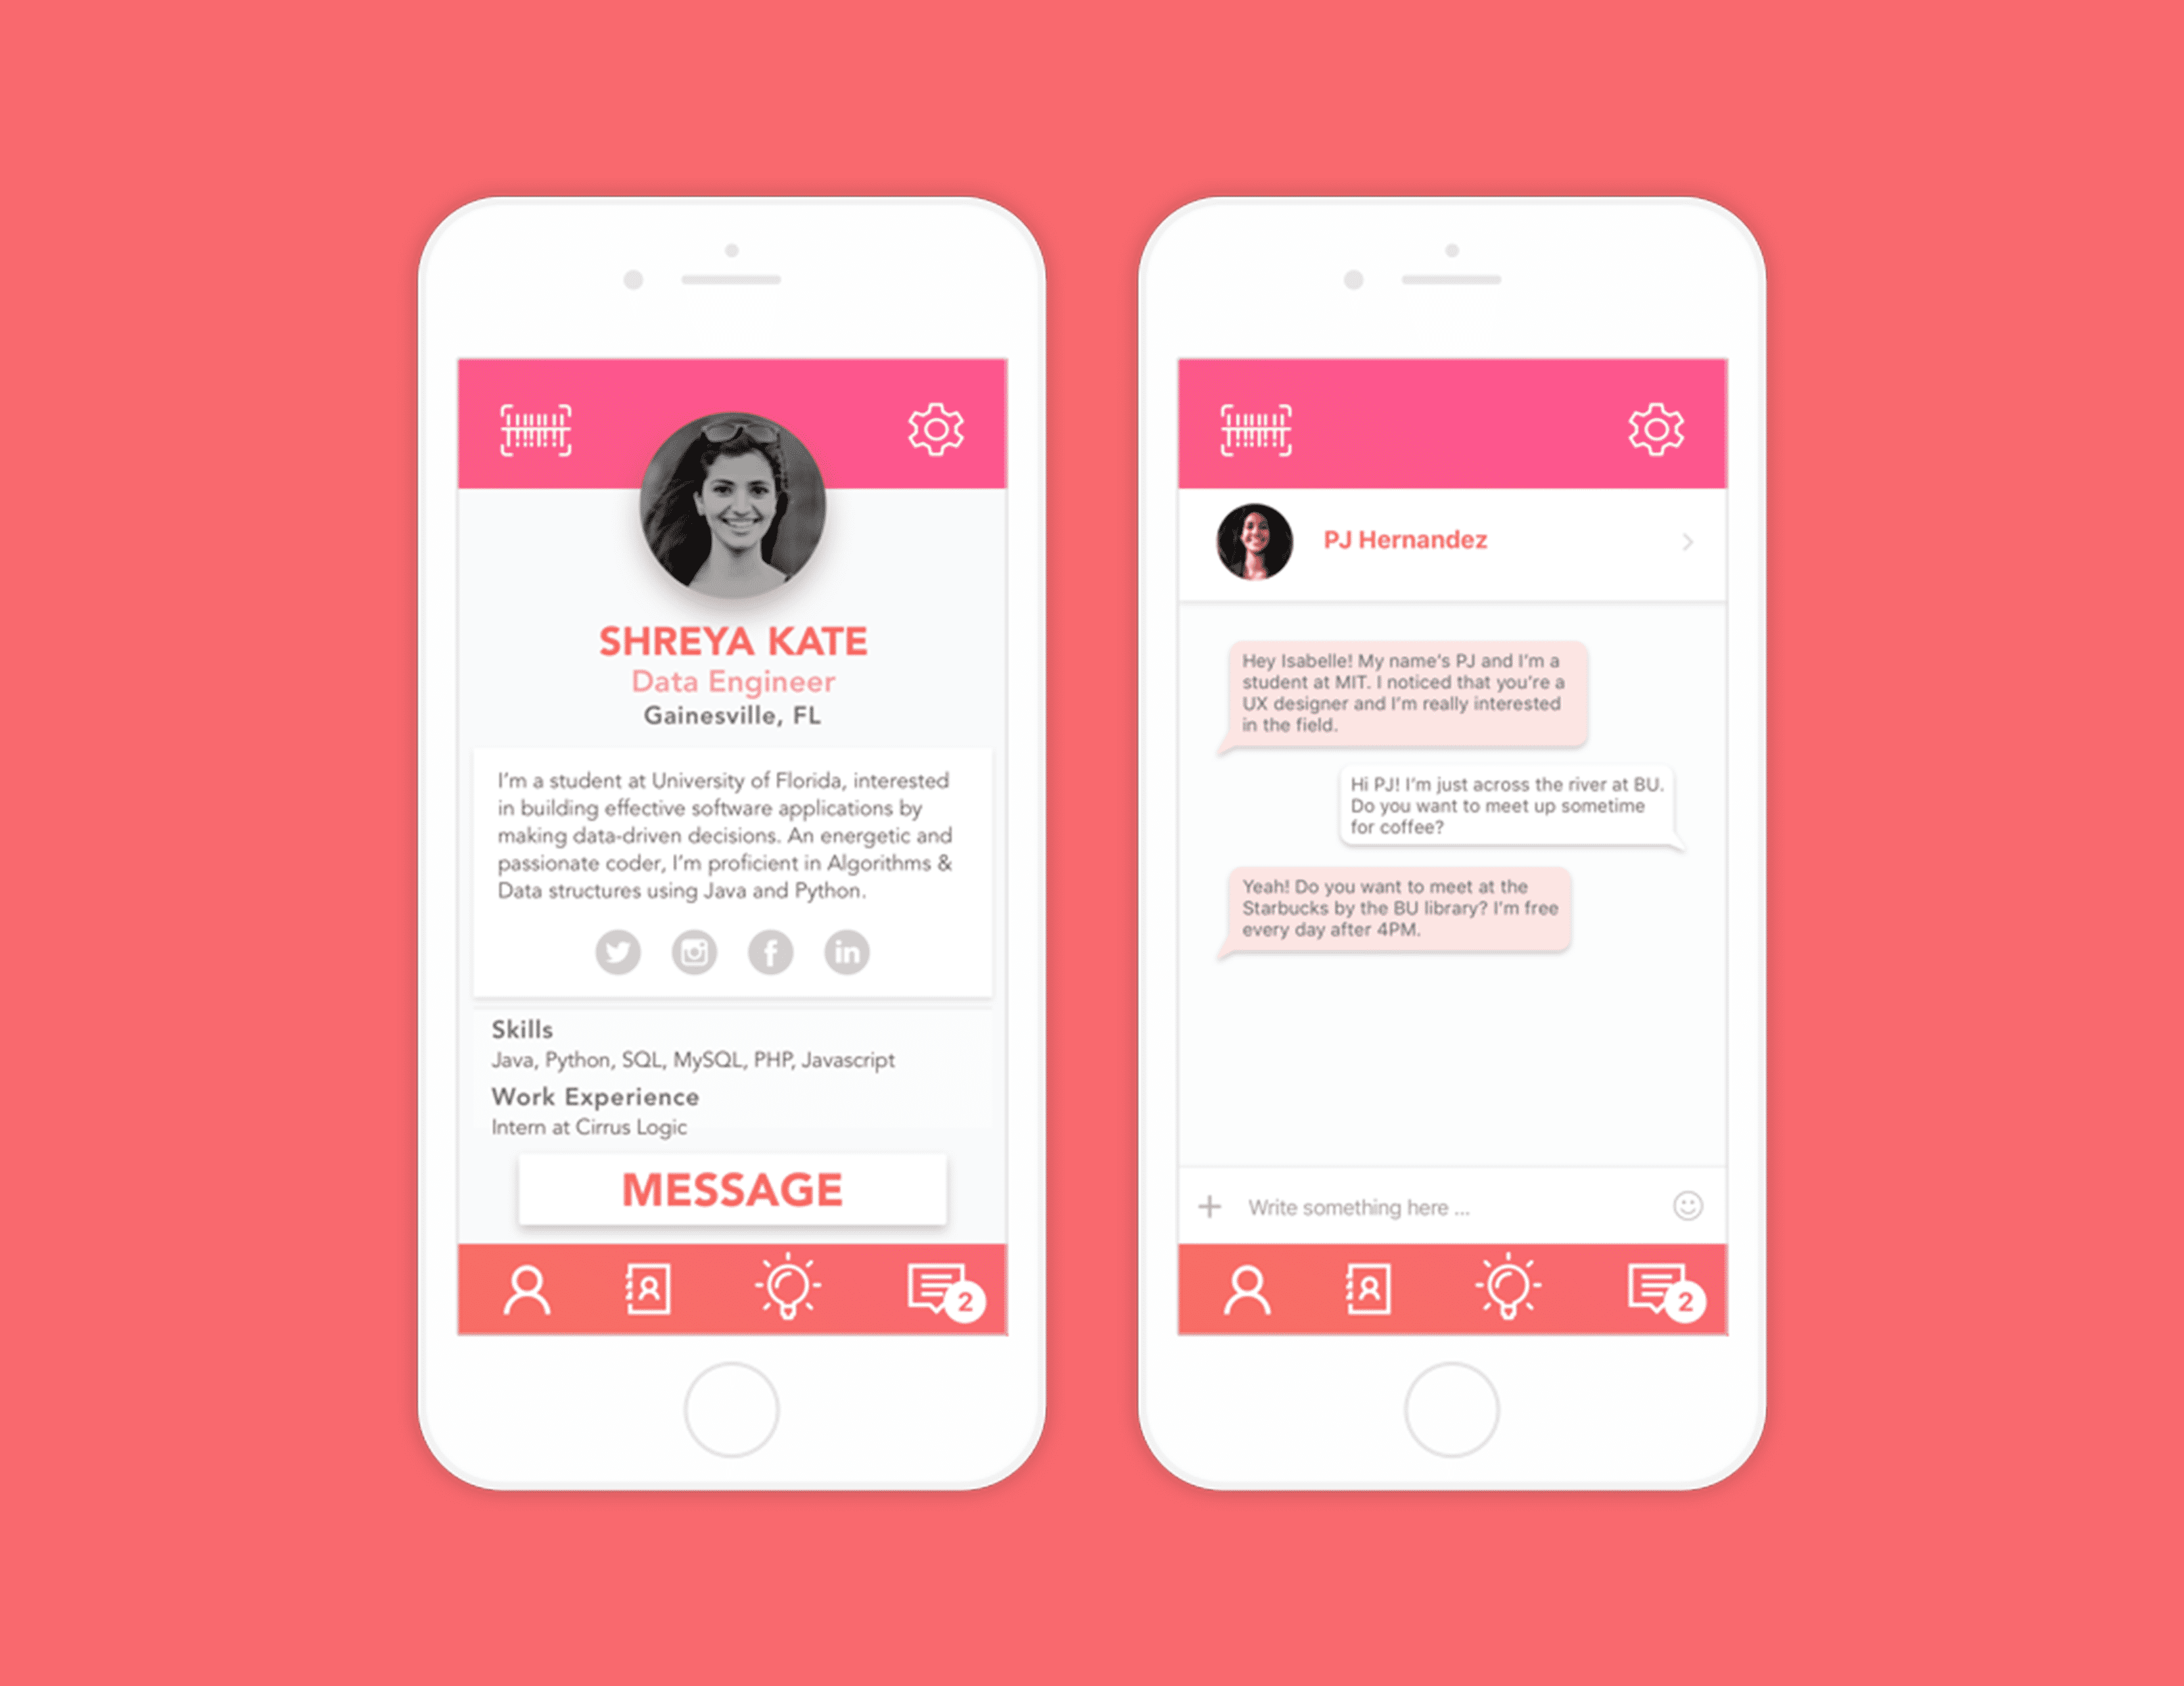 SHREYA KATE
Data Engineer
Gainesville, FL
I'm a student at University of Florida, interested
in building effective software applications by
making data-driven decisions. An energetic and
passionate coder, I'm proficient in Algorithms &
Data structures using Java and Python.
Skills
Java, Python, SQL, MySQL, PHP, Javascript
Work Experience
Intern at Cirrus Logic
MESSAGE
2
PJ Hernandez
Hey Isabelle! My name's PJ and I'm a
student at MIT. I noticed that you're a
UX designer and I'm really interested
in the field.
Hi PJ! I'm just across the river at BU.
Do you want to meet up sometime
for coffee?
Yeah! Do you want to meet at the
Starbucks by the BU library? I'm free
every day after 4PM.
Write something here ...
2